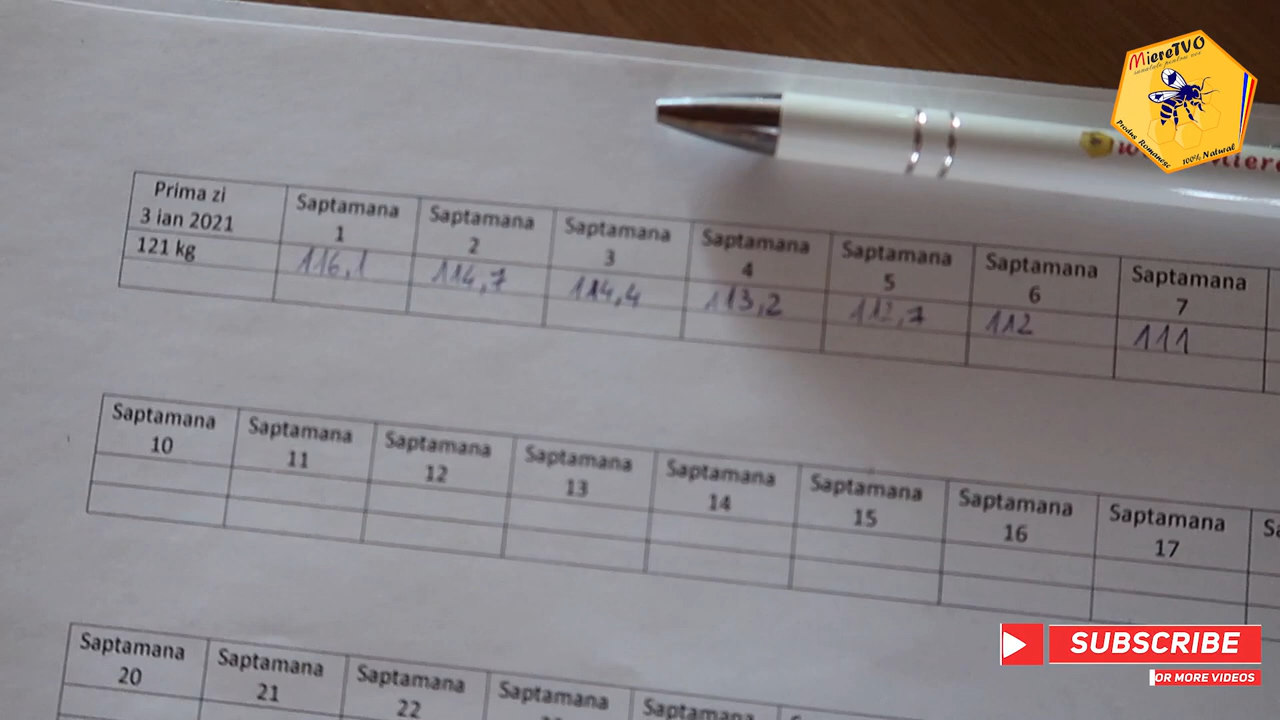 MiereTVO
Produs Romanesc
100% Natural
Prima zi
3 ian 2021
Saptamana
1
Saptamana
2
Saptamana
3
Saptamana
4
Saptamana
5
Saptamana
6
Saptamana
7
121 kg
116,1
114,7
114,4
113,2
112,7
112
111
Saptamana
10
Saptamana
11
Saptamana
12
Saptamana
13
Saptamana
14
Saptamana
15
Saptamana
16
Saptamana
17
Saptamana
20
Saptamana
21
Saptamana
22
Saptamana
Saptamana
SUBSCRIBE
OR MORE VIDEOS